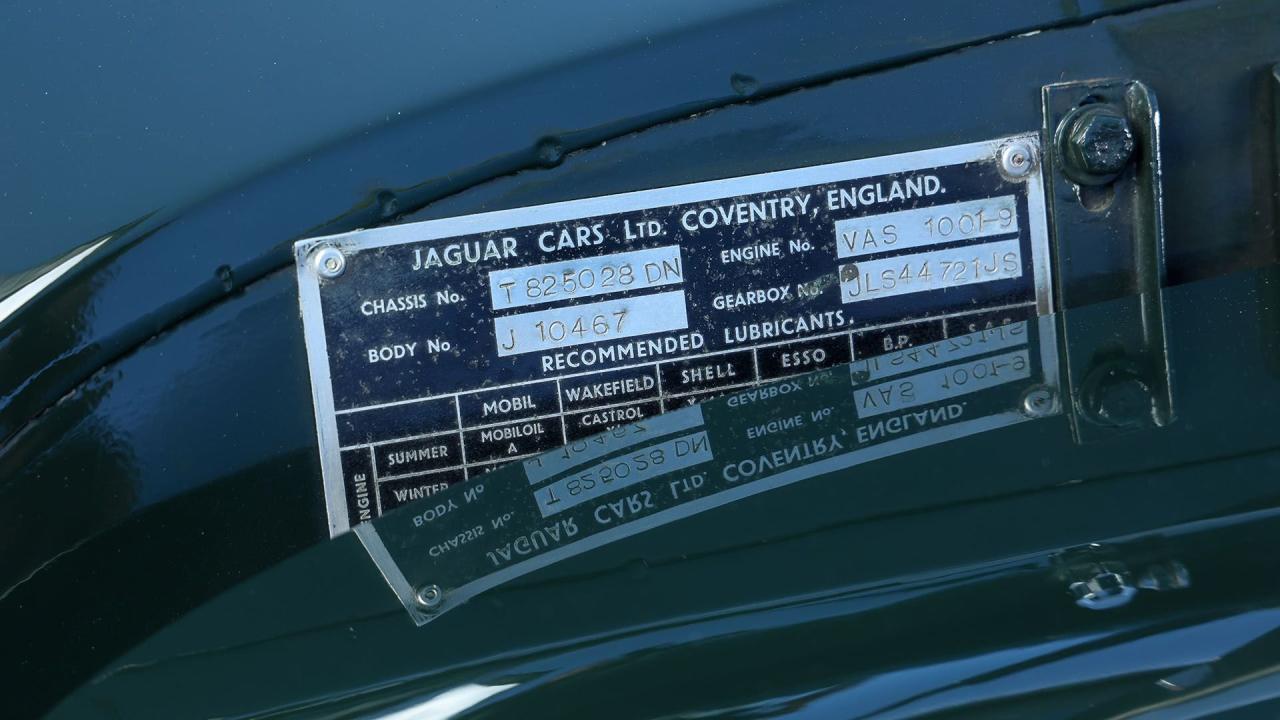 JAGUAR CARS LTD. COVENTRY, ENGLAND.
CHASSIS No. T 825028 DN ENGINE No. VAS 1001-9
BODY No J 10467 GEARBOX No. JLS44721JS
RECOMMENDED LUBRICANTS.
MOBIL WAKEFIELD SHELL ESSO B.P.
SUMMER MOBILOIL A CASTROL
WINTER